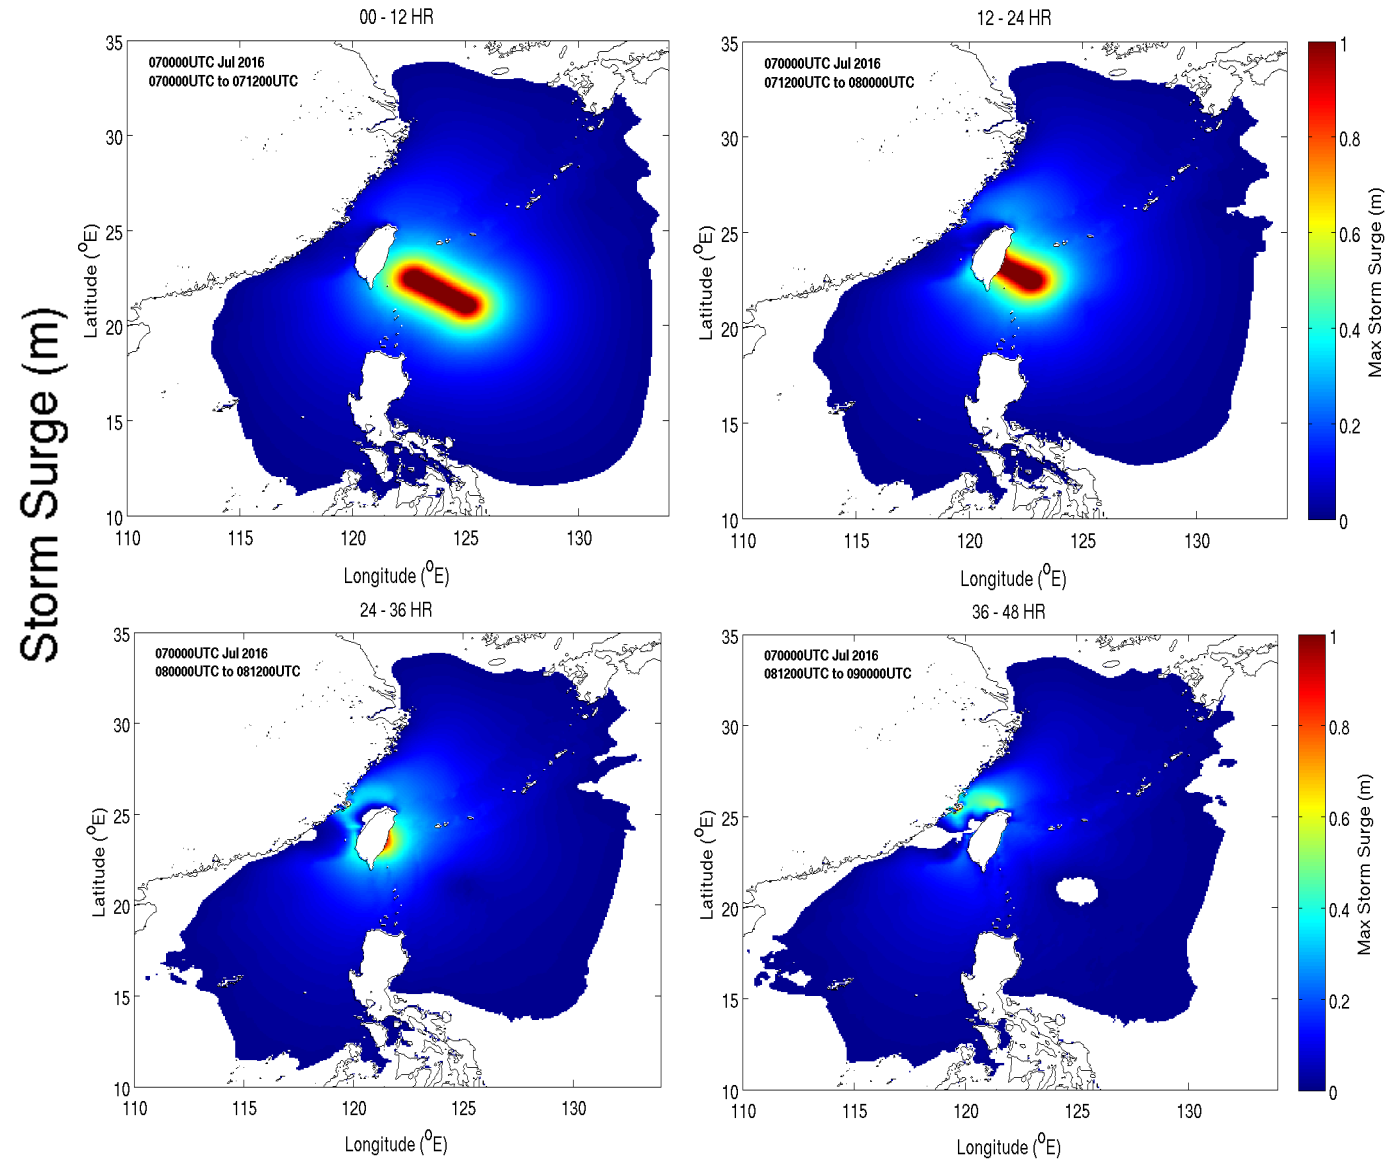 Storm Surge (m)
00 - 12 HR
070000UTC Jul 2016
070000UTC to 071200UTC
35
30
25
20
15
10
Latitude (°E)
110
115
120
125
130
Longitude (°E)
12 - 24 HR
070000UTC Jul 2016
071200UTC to 080000UTC
35
30
25
20
15
10
Latitude (°E)
110
115
120
125
130
Longitude (°E)
1
0.8
0.6
0.4
0.2
0
Max Storm Surge (m)
24 - 36 HR
070000UTC Jul 2016
080000UTC to 081200UTC
35
30
25
20
15
10
Latitude (°E)
110
115
120
125
130
Longitude (°E)
36 - 48 HR
070000UTC Jul 2016
081200UTC to 090000UTC
35
30
25
20
15
10
Latitude (°E)
110
115
120
125
130
Longitude (°E)
1
0.8
0.6
0.4
0.2
0
Max Storm Surge (m)